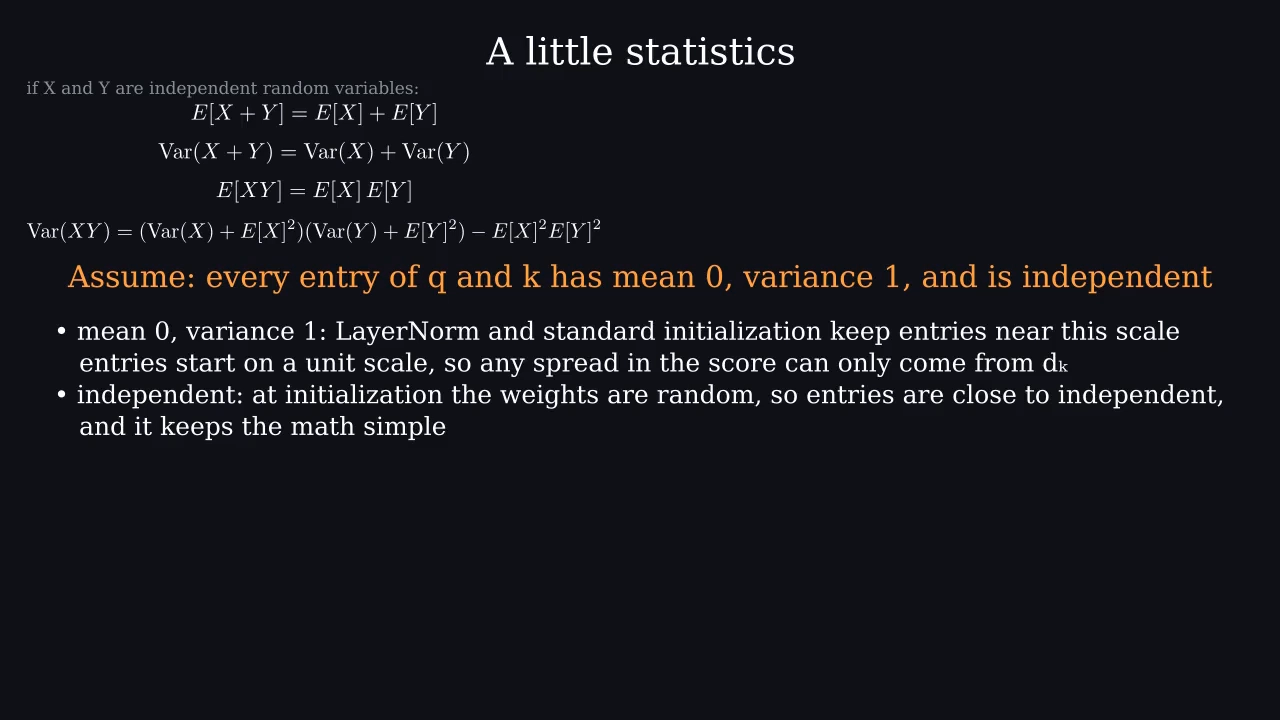 A little statistics
if X and Y are independent random variables:
E[X + Y] = E[X] + E[Y]
Var(X + Y) = Var(X) + Var(Y)
E[XY] = E[X] E[Y]
Var(XY) = (Var(X) + E[X]²)(Var(Y) + E[Y]²) − E[X]²E[Y]²
Assume: every entry of q and k has mean 0, variance 1, and is independent
• mean 0, variance 1: LayerNorm and standard initialization keep entries near this scale
entries start on a unit scale, so any spread in the score can only come from dₖ
• independent: at initialization the weights are random, so entries are close to independent,
and it keeps the math simple